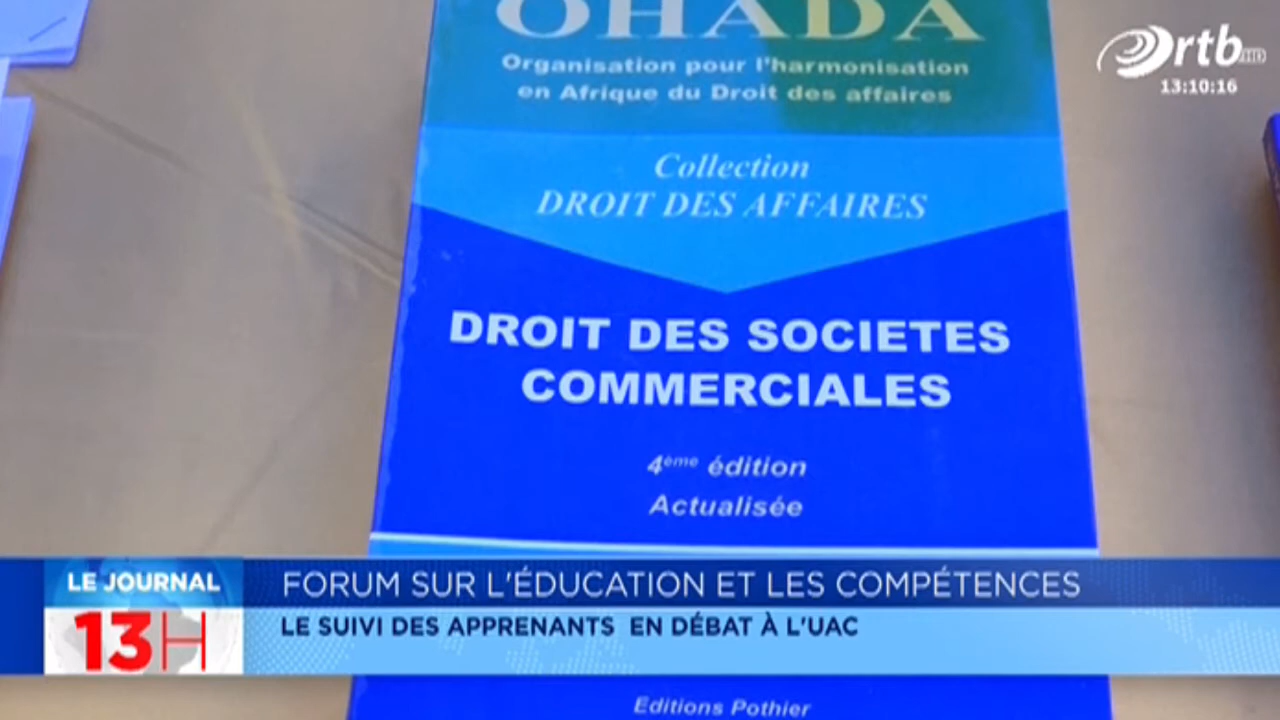 OHADA
Organisation pour l'harmonisation
en Afrique du Droit des affaires
Collection
DROIT DES AFFAIRES
DROIT DES SOCIETES
COMMERCIALES
4ème édition
Actualisée
Editions Pothier
ortb HD
13:10:16
LE JOURNAL
13H
FORUM SUR L'ÉDUCATION ET LES COMPÉTENCES
LE SUIVI DES APPRENANTS EN DÉBAT À L'UAC